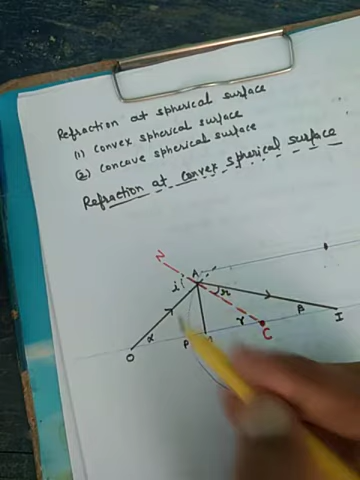 Refraction at spherical surface
(1) convex spherical surface
(2) concave spherical surface
Refraction at convex spherical surface
N
A
i
r
α
γ
β
O
P
C
I